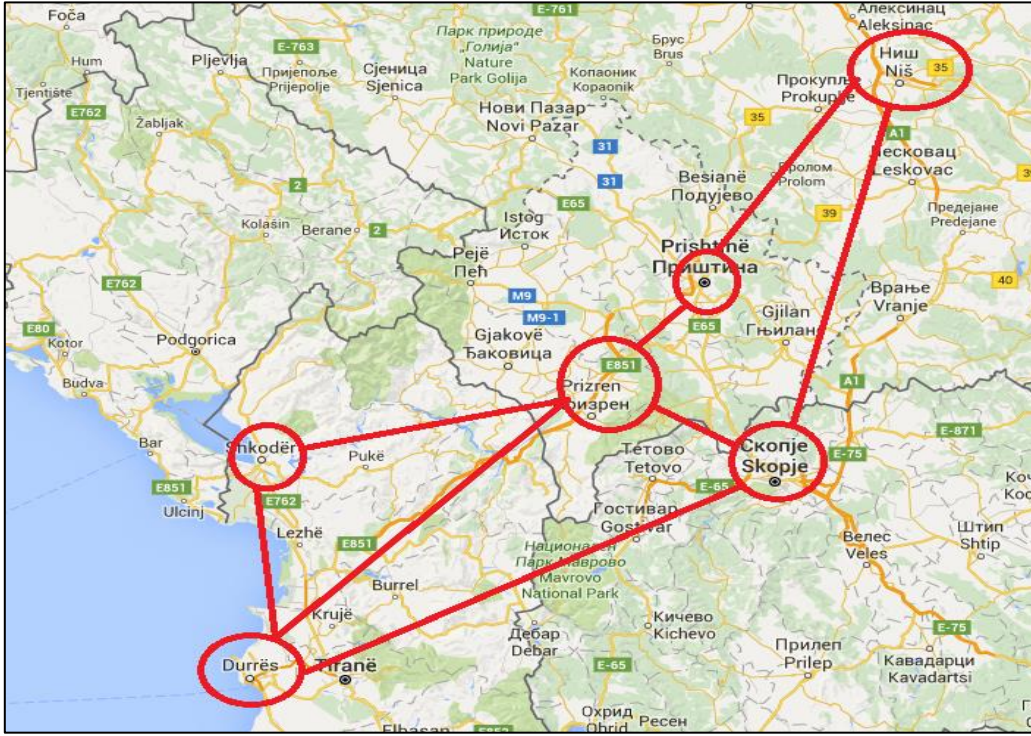 Foča
E-761
Алексинац
Aleksinac
Hum
Pljevlja
E-763
Парк природе
„Голија"
Nature
Park Golija
Брус
Brus
Ниш
Niš
35
Tjentište
Пријепоље
Prijepolje
Сјеница
Sjenica
Копаоник
Kopaonik
Прокупље
Prokuplje
E762
Žabljak
Нови Пазар
Novi Pazar
35
A1
31
Лесковац
Leskovac
2
31
Besianë
Подујево
Пролом
Prolom
Kolašin
Berane
2
Istog
Исток
E65
39
Предејане
Predejane
Pejë
Пећ
Prishtinë
Приштина
E762
M9
M9-1
Врање
Vranje
40
E80
Kotor
Podgorica
Gjakovë
Ђаковица
E65
Gjilan
Гњилане
E851
Budva
Prizren
Призрен
A1
Bar
Shkodër
Pukë
Тетово
Tetovo
Скопје
Skopje
E-871
E-75
E851
Ulcinj
E762
E-65
Lezhë
E851
Гостивар
Gostivar
Велес
Veles
Штип
Shtip
Национален
Парк Маврово
Mavrovo
National Park
Burrel
Krujë
Дебар
Debar
Кичево
Kichevo
E-75
Durrës
Tiranë
E-65
Прилеп
Prilep
Кавадарци
Kavadartsi
Охрид
Ohrid
Ресен
Elbasan